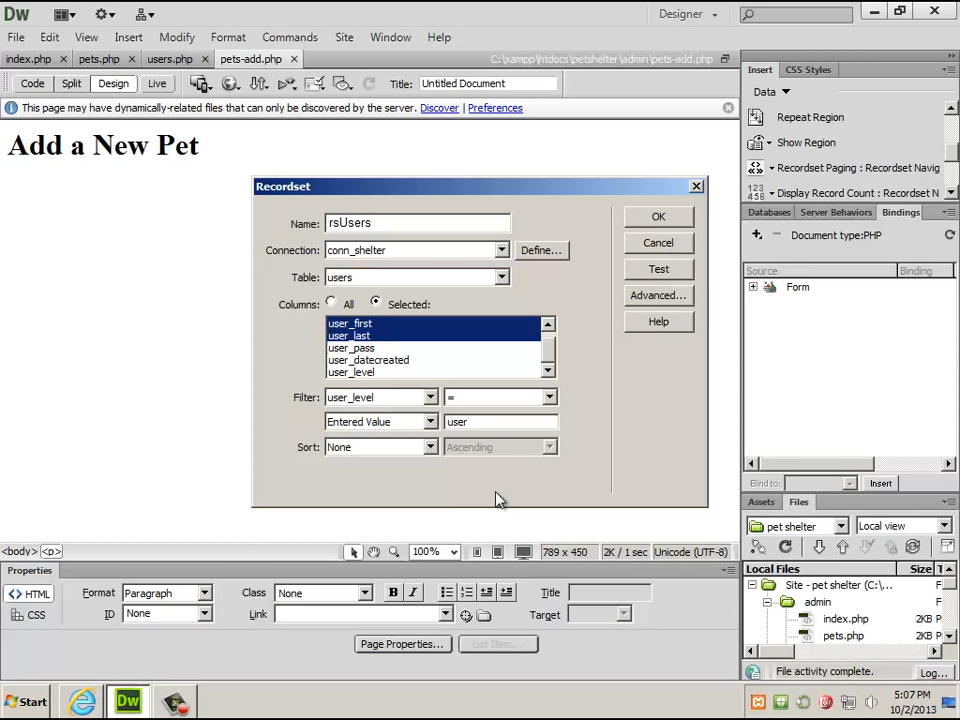 Dw
Designer
File Edit View Insert Modify Format Commands Site Window Help
index.php × pets.php × users.php × pets-add.php × C:\xampp\htdocs\petshelter\admin\pets-add.php
Code Split Design Live Title: Untitled Document
This page may have dynamically-related files that can only be discovered by the server. Discover Preferences
Add a New Pet
Recordset
Name: rsUsers
OK
Connection: conn_shelter Define...
Cancel
Table: users
Test
Columns: All Selected:
Advanced...
user_first
user_last
user_pass
user_datecreated
user_level
Help
Filter: user_level =
Entered Value user
Sort: None Ascending
Insert CSS Styles
Data
Repeat Region
Show Region
Recordset Paging : Recordset Navig
123
456
Display Record Count : Recordset N
Databases Server Behaviors Bindings
Document type:PHP
Source Binding
Form
Bind to: Insert
Assets Files
pet shelter Local view
Local Files Size T
Site - pet shelter (C:\...
admin
index.php 2KB
pets.php 2KB
File activity complete. Log...
<body> <p> 100% 789 x 450 2K / 1 sec Unicode (UTF-8)
Properties
<> HTML Format Paragraph Class None B I Title
CSS ID None Link Target
Page Properties... List Item...
Start Dw
5:07 PM
10/2/2013